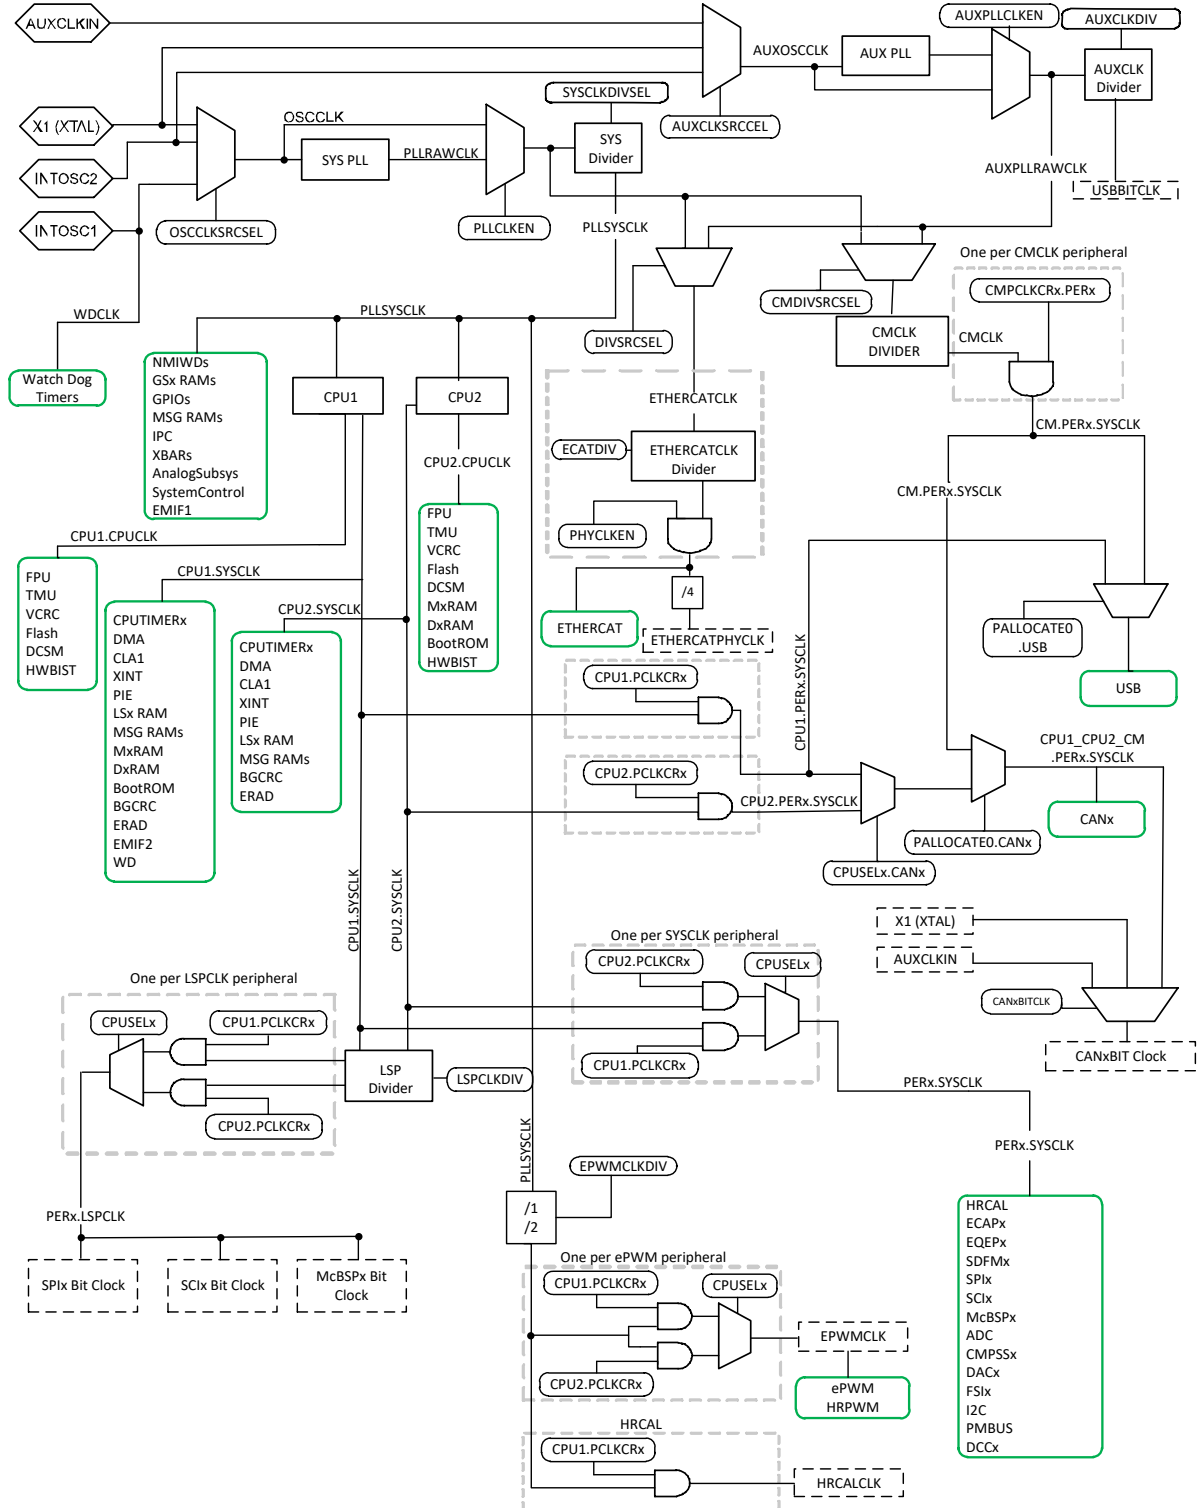 AUXCLKIN
AUXPLLCLKEN
AUXCLKDIV
AUXOSCCLK
AUX PLL
AUXCLK
Divider
SYSCLKDIVSEL
X1 (XTAL)
OSCCLK
AUXCLKSRCCEL
SYS
Divider
SYS PLL
PLLRAWCLK
INTOSC2
AUXPLLRAWCLK
USBBITCLK
INTOSC1
OSCCLKSRCSEL
PLLCLKEN
PLLSYSCLK
One per CMCLK peripheral
CMPCLKCRx.PERx
CMDIVSRCSEL
WDCLK
PLLSYSCLK
DIVSRCSEL
CMCLK
DIVIDER
CMCLK
Watch Dog
Timers
NMIWDs
GSx RAMs
GPIOs
MSG RAMs
IPC
XBARs
AnalogSubsys
SystemControl
EMIF1
CPU1
CPU2
ETHERCATCLK
CM.PERx.SYSCLK
ECATDIV
ETHERCATCLK
Divider
CPU2.CPUCLK
CM.PERx.SYSCLK
FPU
TMU
VCRC
Flash
DCSM
MxRAM
DxRAM
BootROM
HWBIST
PHYCLKEN
CPU1.CPUCLK
FPU
TMU
VCRC
Flash
DCSM
HWBIST
CPU1.SYSCLK
CPUTIMERx
DMA
CLA1
XINT
PIE
LSx RAM
MSG RAMs
MxRAM
DxRAM
BootROM
BGCRC
ERAD
EMIF2
WD
CPU2.SYSCLK
CPUTIMERx
DMA
CLA1
XINT
PIE
LSx RAM
MSG RAMs
BGCRC
ERAD
/4
ETHERCAT
ETHERCATPHYCLK
PALLOCATE0
.USB
USB
CPU1.PCLKCRx
CPU1.PERx.SYSCLK
CPU1_CPU2_CM
.PERx.SYSCLK
CPU2.PCLKCRx
CPU2.PERx.SYSCLK
CANx
PALLOCATE0.CANx
CPUSELx.CANx
CPU1.SYSCLK
CPU2.SYSCLK
X1 (XTAL)
AUXCLKIN
CANxBITCLK
CANxBIT Clock
One per SYSCLK peripheral
CPU2.PCLKCRx
CPUSELx
CPU1.PCLKCRx
One per LSPCLK peripheral
CPUSELx
CPU1.PCLKCRx
CPU2.PCLKCRx
LSP
Divider
LSPCLKDIV
PERx.SYSCLK
PLLSYSCLK
PERx.SYSCLK
EPWMCLKDIV
/1
/2
PERx.LSPCLK
SPIx Bit Clock
SCIx Bit Clock
McBSPx Bit
Clock
One per ePWM peripheral
CPU1.PCLKCRx
CPUSELx
CPU2.PCLKCRx
EPWMCLK
ePWM
HRPWM
HRCAL
ECAPx
EQEPx
SDFMx
SPIx
SCIx
McBSPx
ADC
CMPSSx
DACx
FSIx
I2C
PMBUS
DCCx
HRCAL
CPU1.PCLKCRx
HRCALCLK